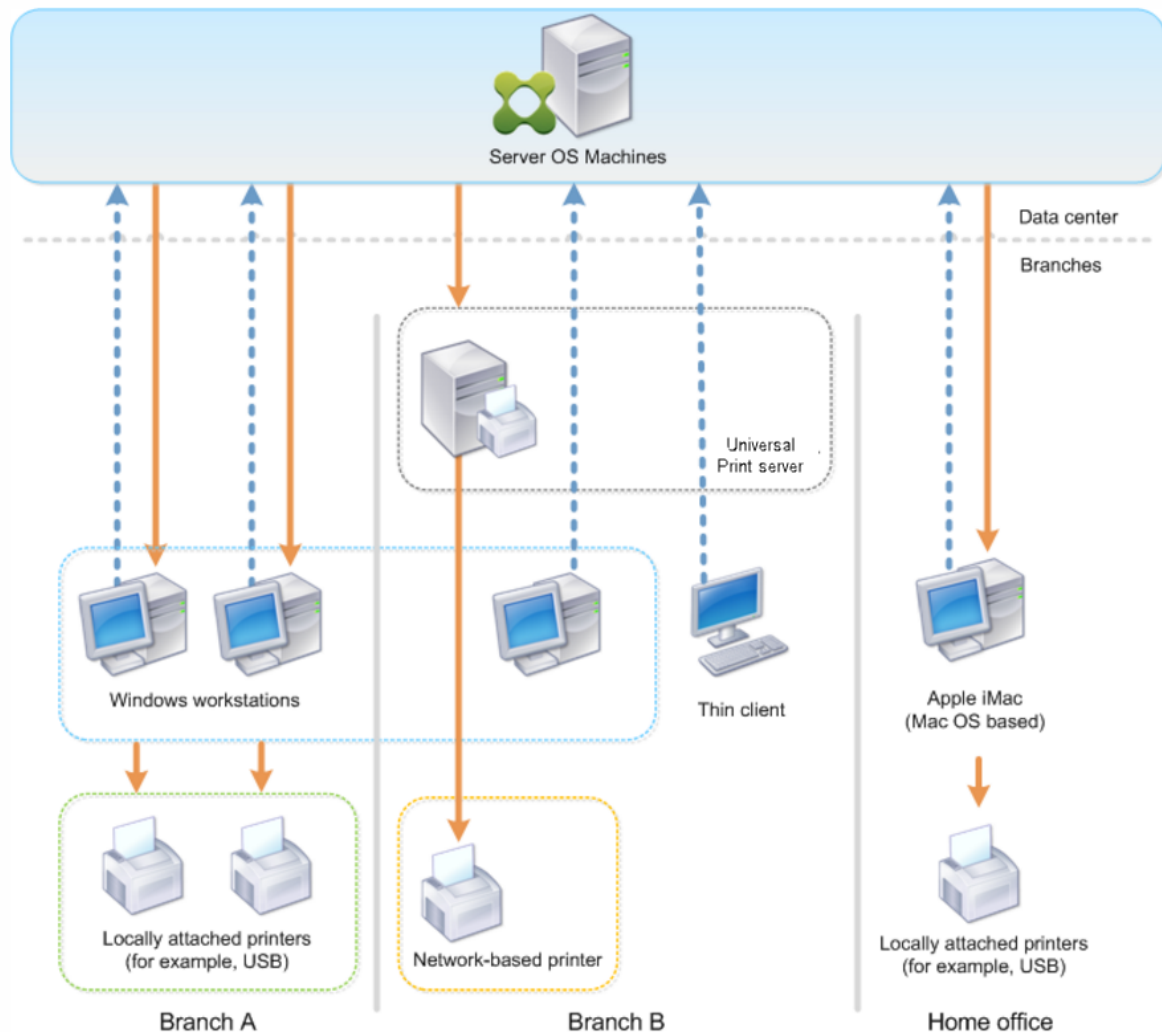 Server OS Machines
Data center
Branches
Universal
Print server
Windows workstations
Thin client
Apple iMac
(Mac OS based)
Locally attached printers
(for example, USB)
Network-based printer
Locally attached printers
(for example, USB)
Branch A
Branch B
Home office